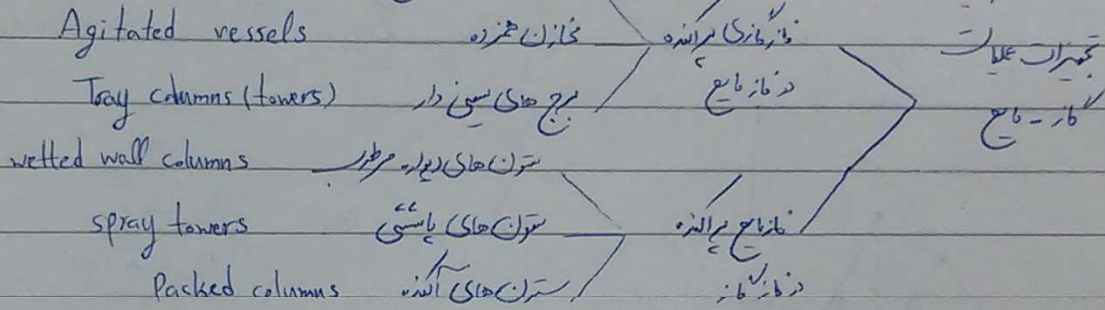 Agitated vessels مخازن همزده فاز گازی پراکنده تجهیزات عملیات
Tray columns (towers) برج های سینی دار در فاز مایع گاز - مایع
wetted wall columns ستون های دیواره مرطوب
spray towers ستون های پاششی فاز مایع پراکنده
Packed columns ستون های آکنده در فاز گاز